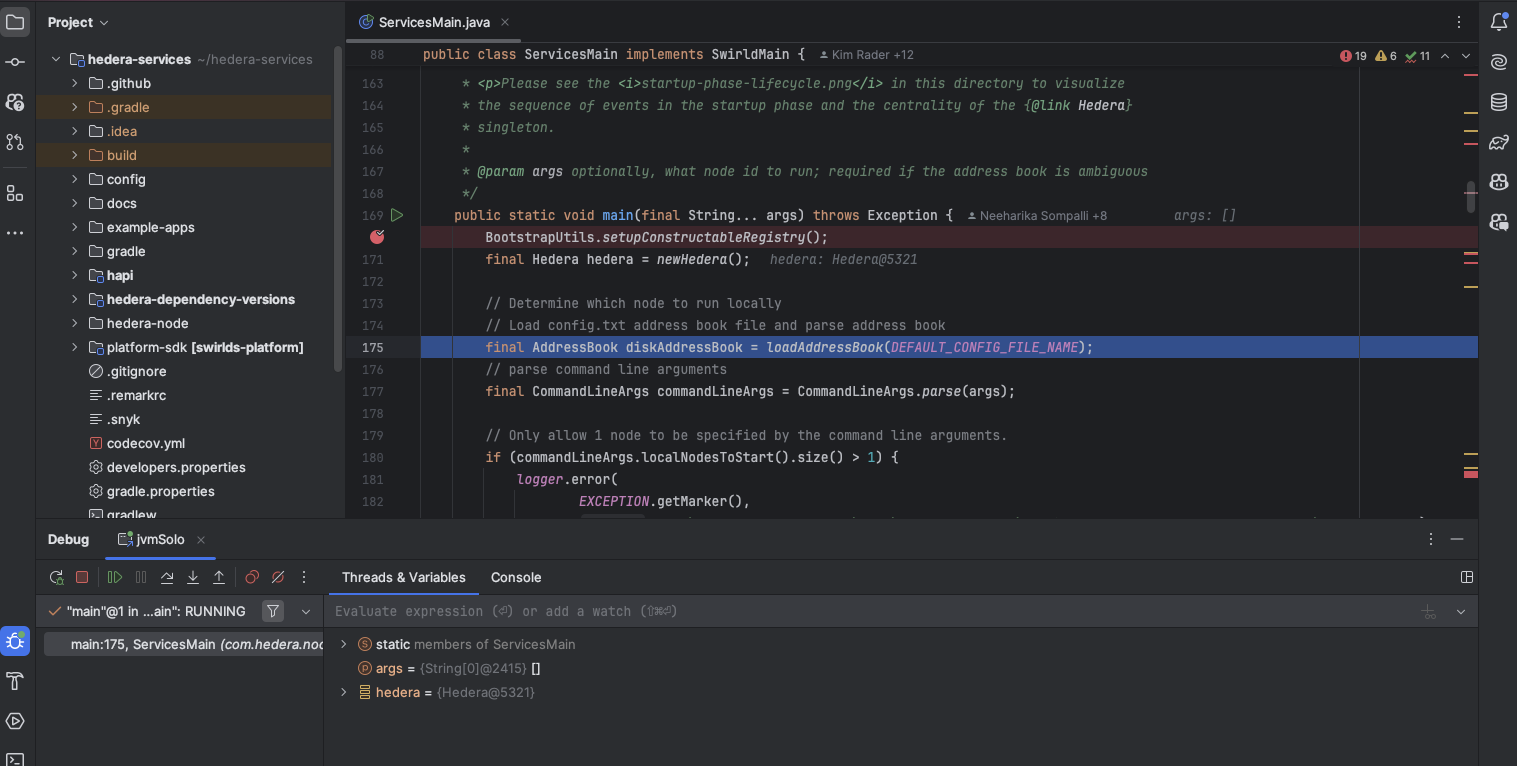 Project
hedera-services ~/hedera-services
.github
.gradle
.idea
build
config
docs
example-apps
gradle
hapi
hedera-dependency-versions
hedera-node
platform-sdk [swirlds-platform]
.gitignore
.remarkrc
.snyk
codecov.yml
developers.properties
gradle.properties
gradlew
ServicesMain.java
88 public class ServicesMain implements SwirldMain { Kim Rader +12
19 6 11
163 * <p>Please see the <i>startup-phase-lifecycle.png</i> in this directory to visualize
164 * the sequence of events in the startup phase and the centrality of the {@link Hedera}
165 * singleton.
166 *
167 * @param args optionally, what node id to run; required if the address book is ambiguous
168 */
169 public static void main(final String... args) throws Exception { Neeharika Sompalli +8 args: []
BootstrapUtils.setupConstructableRegistry();
171 final Hedera hedera = newHedera(); hedera: Hedera@5321
172
173 // Determine which node to run locally
174 // Load config.txt address book file and parse address book
175 final AddressBook diskAddressBook = loadAddressBook(DEFAULT_CONFIG_FILE_NAME);
176 // parse command line arguments
177 final CommandLineArgs commandLineArgs = CommandLineArgs.parse(args);
178
179 // Only allow 1 node to be specified by the command line arguments.
180 if (commandLineArgs.localNodesToStart().size() > 1) {
181 logger.error(
182 EXCEPTION.getMarker(),
Debug jvmSolo
Threads & Variables Console
"main"@1 in ...ain": RUNNING
Evaluate expression (⏎) or add a watch (⇧⌘⏎)
main:175, ServicesMain (com.hedera.noc
static members of ServicesMain
args = {String[0]@2415} []
hedera = {Hedera@5321}